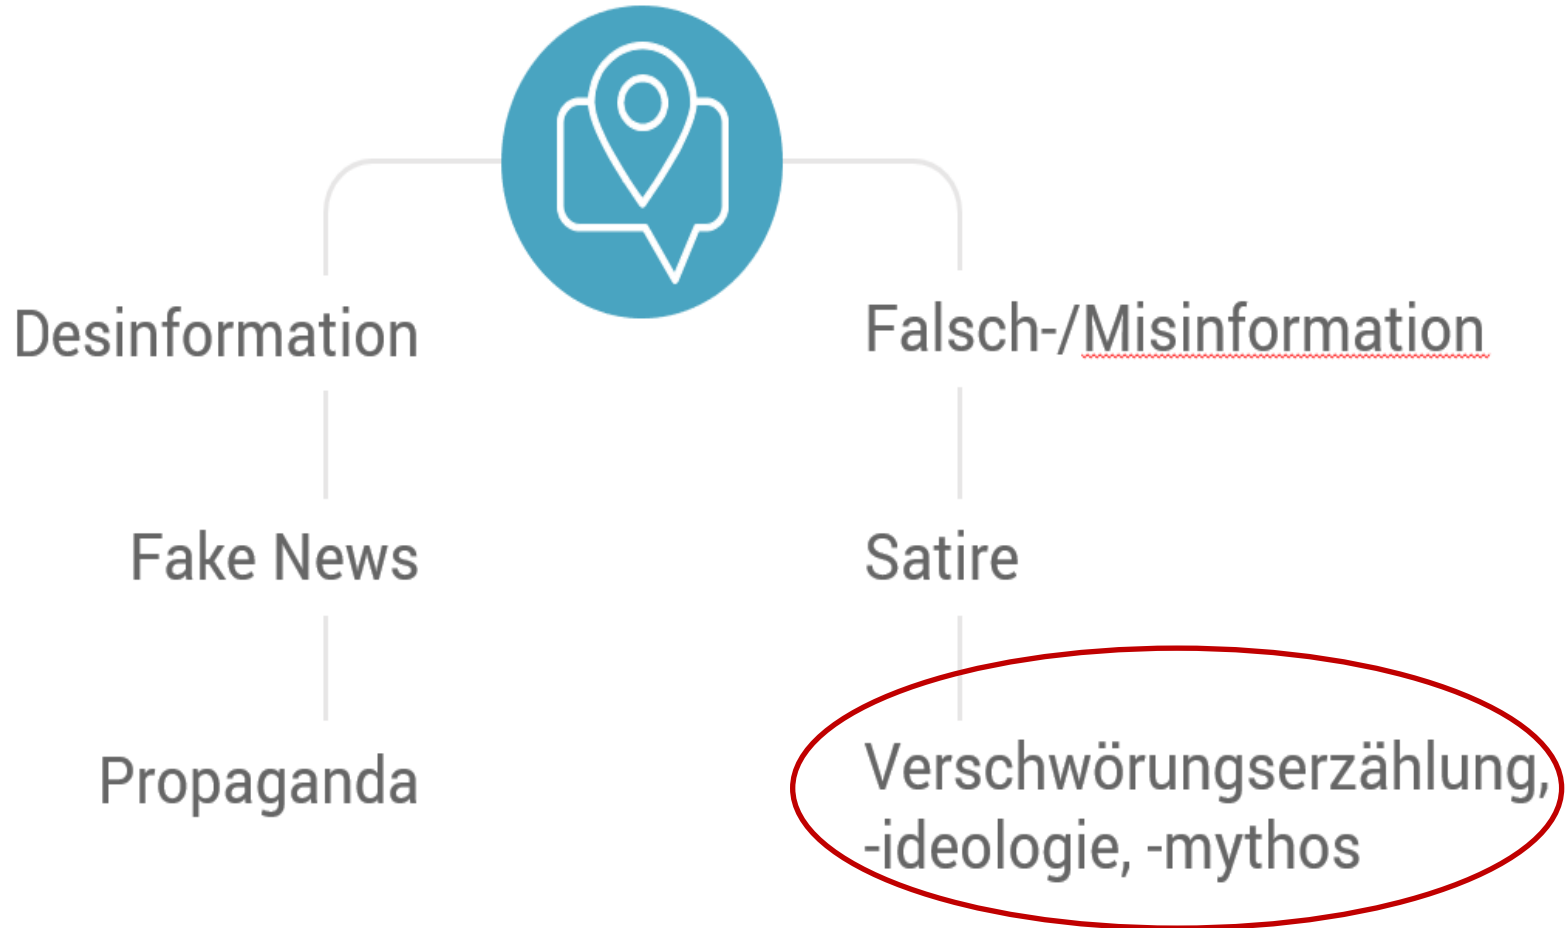 Desinformation
Falsch-/Misinformation
Fake News
Satire
Propaganda
Verschwörungserzählung,
-ideologie, -mythos